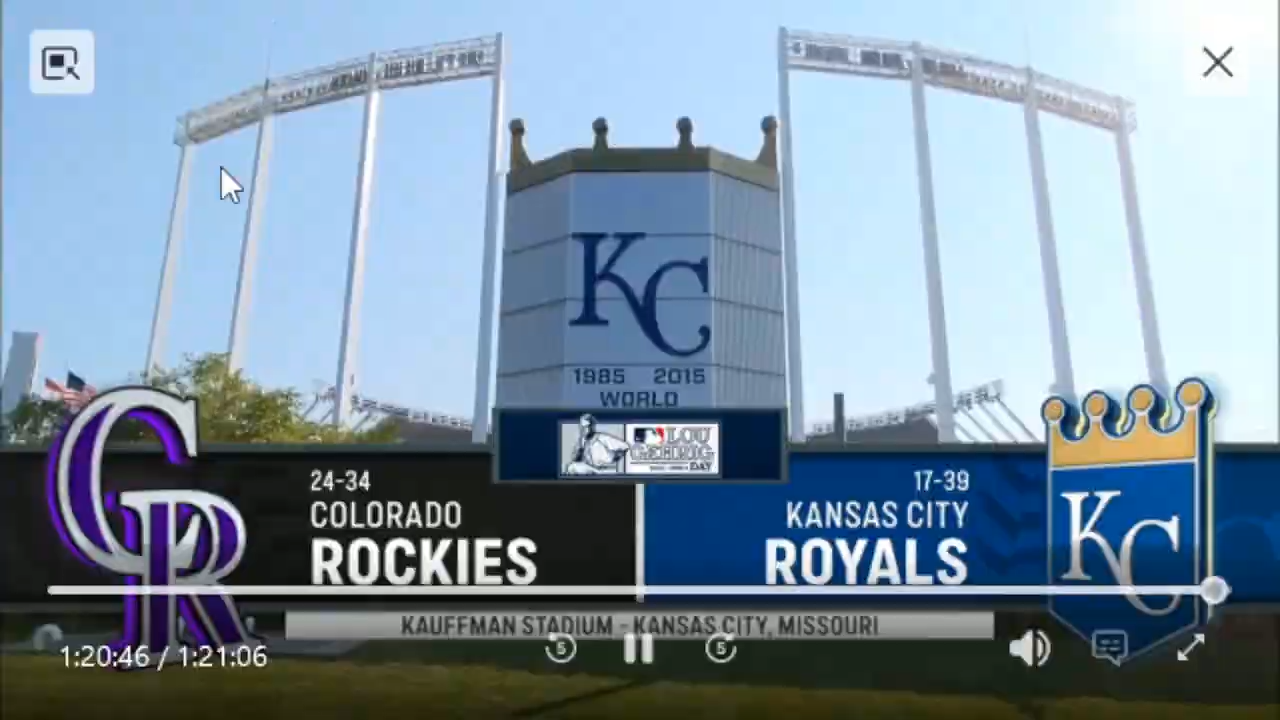 KC
1985 2015
WORLD
LOU
GEHRIG
DAY
24-34
COLORADO
ROCKIES
17-39
KANSAS CITY
ROYALS
CR
KC
KAUFFMAN STADIUM - KANSAS CITY, MISSOURI
1:20:46 / 1:21:06
5
5